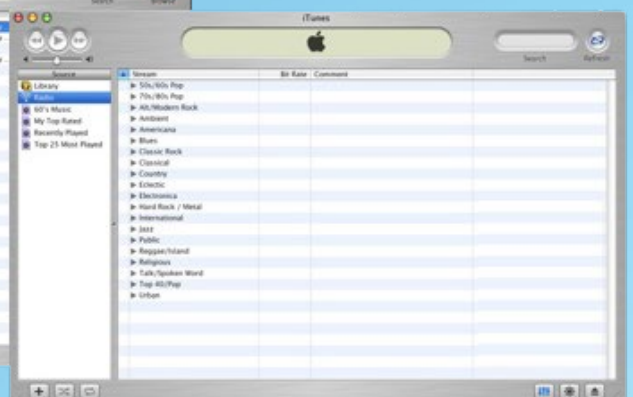 Search Browse
iTunes
Search Refresh
Source
Library
Radio
60's Music
My Top Rated
Recently Played
Top 25 Most Played
Stream Bit Rate Comment
50s/60s Pop
70s/80s Pop
Alt/Modern Rock
Ambient
Americana
Blues
Classic Rock
Classical
Country
Eclectic
Electronica
Hard Rock / Metal
International
Jazz
Public
Reggae/Island
Religious
Talk/Spoken Word
Top 40/Pop
Urban